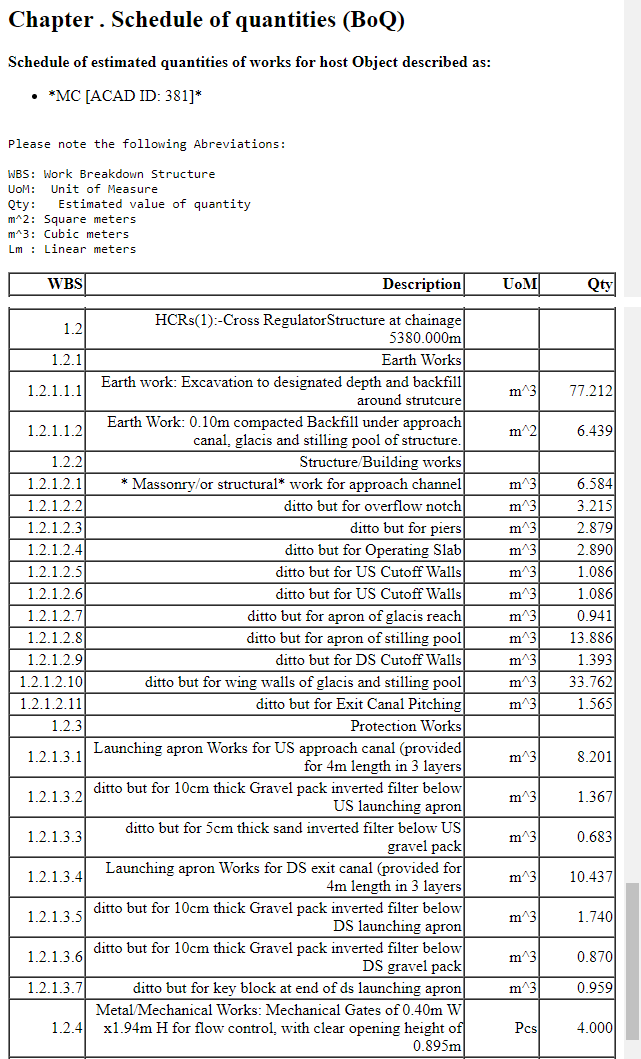 Chapter . Schedule of quantities (BoQ)
Schedule of estimated quantities of works for host Object described as:
• *MC [ACAD ID: 381]*
Please note the following Abreviations:
WBS: Work Breakdown Structure
UoM:  Unit of Measure
Qty:   Estimated value of quantity
m^2: Square meters
m^3: Cubic meters
Lm : Linear meters
WBS Description UoM Qty
1.2 HCRs(1):-Cross RegulatorStructure at chainage
5380.000m
1.2.1 Earth Works
1.2.1.1.1 Earth work: Excavation to designated depth and backfill
around strutcure m^3 77.212
1.2.1.1.2 Earth Work: 0.10m compacted Backfill under approach
canal, glacis and stilling pool of structure. m^2 6.439
1.2.2 Structure/Building works
1.2.1.2.1 * Massonry/or structural* work for approach channel m^3 6.584
1.2.1.2.2 ditto but for overflow notch m^3 3.215
1.2.1.2.3 ditto but for piers m^3 2.879
1.2.1.2.4 ditto but for Operating Slab m^3 2.890
1.2.1.2.5 ditto but for US Cutoff Walls m^3 1.086
1.2.1.2.6 ditto but for US Cutoff Walls m^3 1.086
1.2.1.2.7 ditto but for apron of glacis reach m^3 0.941
1.2.1.2.8 ditto but for apron of stilling pool m^3 13.886
1.2.1.2.9 ditto but for DS Cutoff Walls m^3 1.393
1.2.1.2.10 ditto but for wing walls of glacis and stilling pool m^3 33.762
1.2.1.2.11 ditto but for Exit Canal Pitching m^3 1.565
1.2.3 Protection Works
1.2.1.3.1 Launching apron Works for US approach canal (provided
for 4m length in 3 layers m^3 8.201
1.2.1.3.2 ditto but for 10cm thick Gravel pack inverted filter below
US launching apron m^3 1.367
1.2.1.3.3 ditto but for 5cm thick sand inverted filter below US
gravel pack m^3 0.683
1.2.1.3.4 Launching apron Works for DS exit canal (provided for
4m length in 3 layers m^3 10.437
1.2.1.3.5 ditto but for 10cm thick Gravel pack inverted filter below
DS launching apron m^3 1.740
1.2.1.3.6 ditto but for 10cm thick Gravel pack inverted filter below
DS gravel pack m^3 0.870
1.2.1.3.7 ditto but for key block at end of ds launching apron m^3 0.959
1.2.4 Metal/Mechanical Works: Mechanical Gates of 0.40m W
x1.94m H for flow control, with clear opening height of
0.895m Pcs 4.000